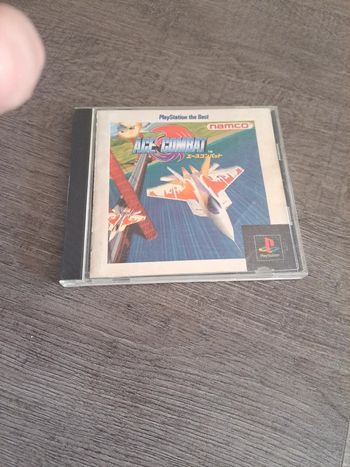 PlayStation the Best
namco
ACE COMBAT
エースコンバット
PlayStation